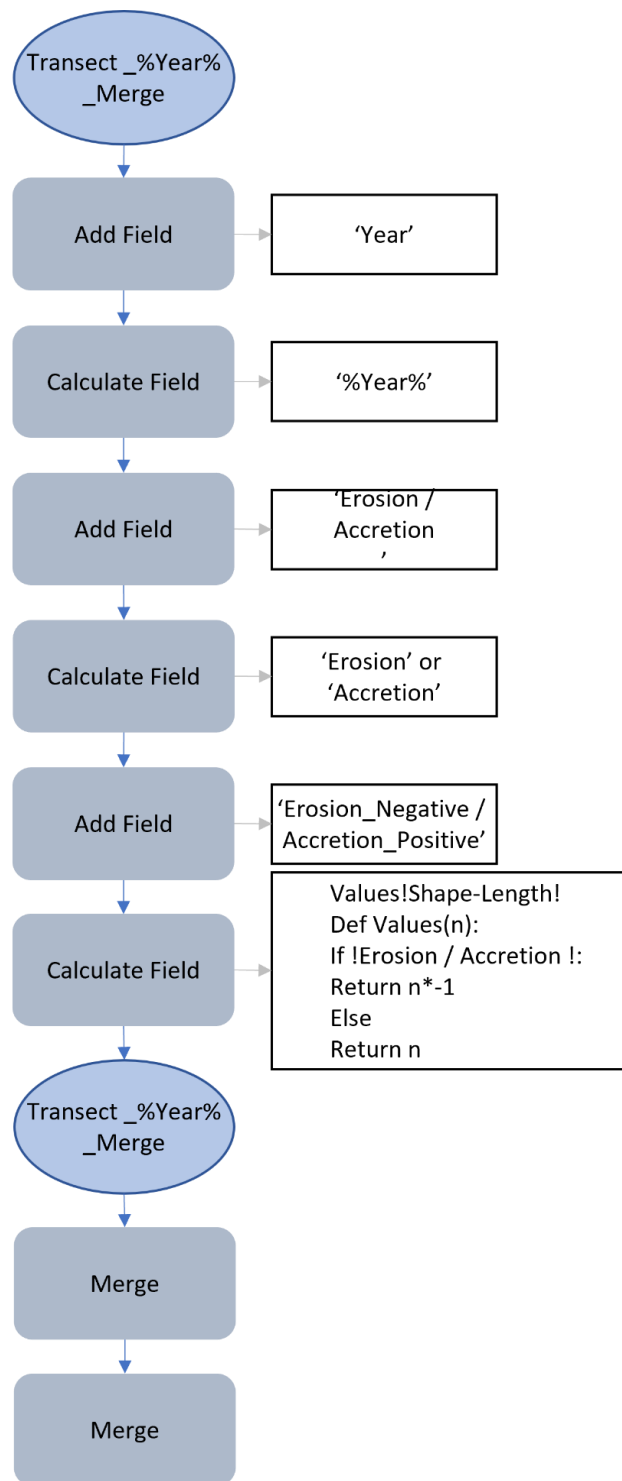 Transect _%Year%
_Merge
Add Field
‘Year’
Calculate Field
‘%Year%’
Add Field
‘Erosion /
Accretion
’
Calculate Field
‘Erosion’ or
‘Accretion’
Add Field
‘Erosion_Negative /
Accretion_Positive’
Calculate Field
Values!Shape-Length!
Def Values(n):
If !Erosion / Accretion !:
Return n*-1
Else
Return n
Transect _%Year%
_Merge
Merge
Merge